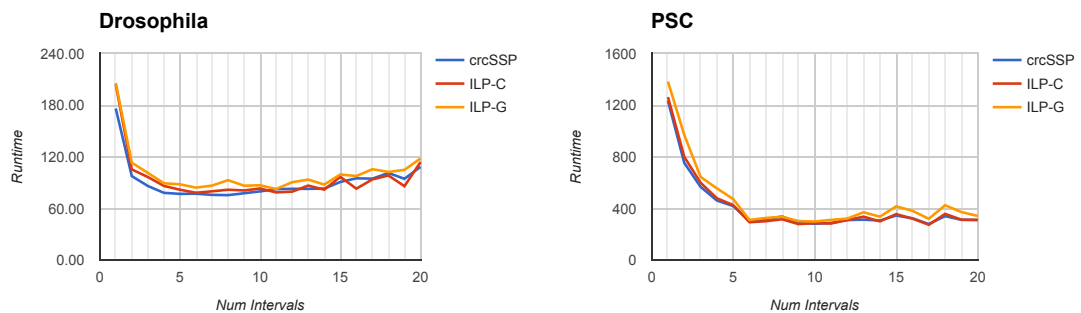 Drosophila
240.00
180.00
120.00
60.00
0.00
0
5
10
15
20
Runtime
Num Intervals
crcSSP
ILP-C
ILP-G
PSC
1600
1200
800
400
0
0
5
10
15
20
Runtime
Num Intervals
crcSSP
ILP-C
ILP-G